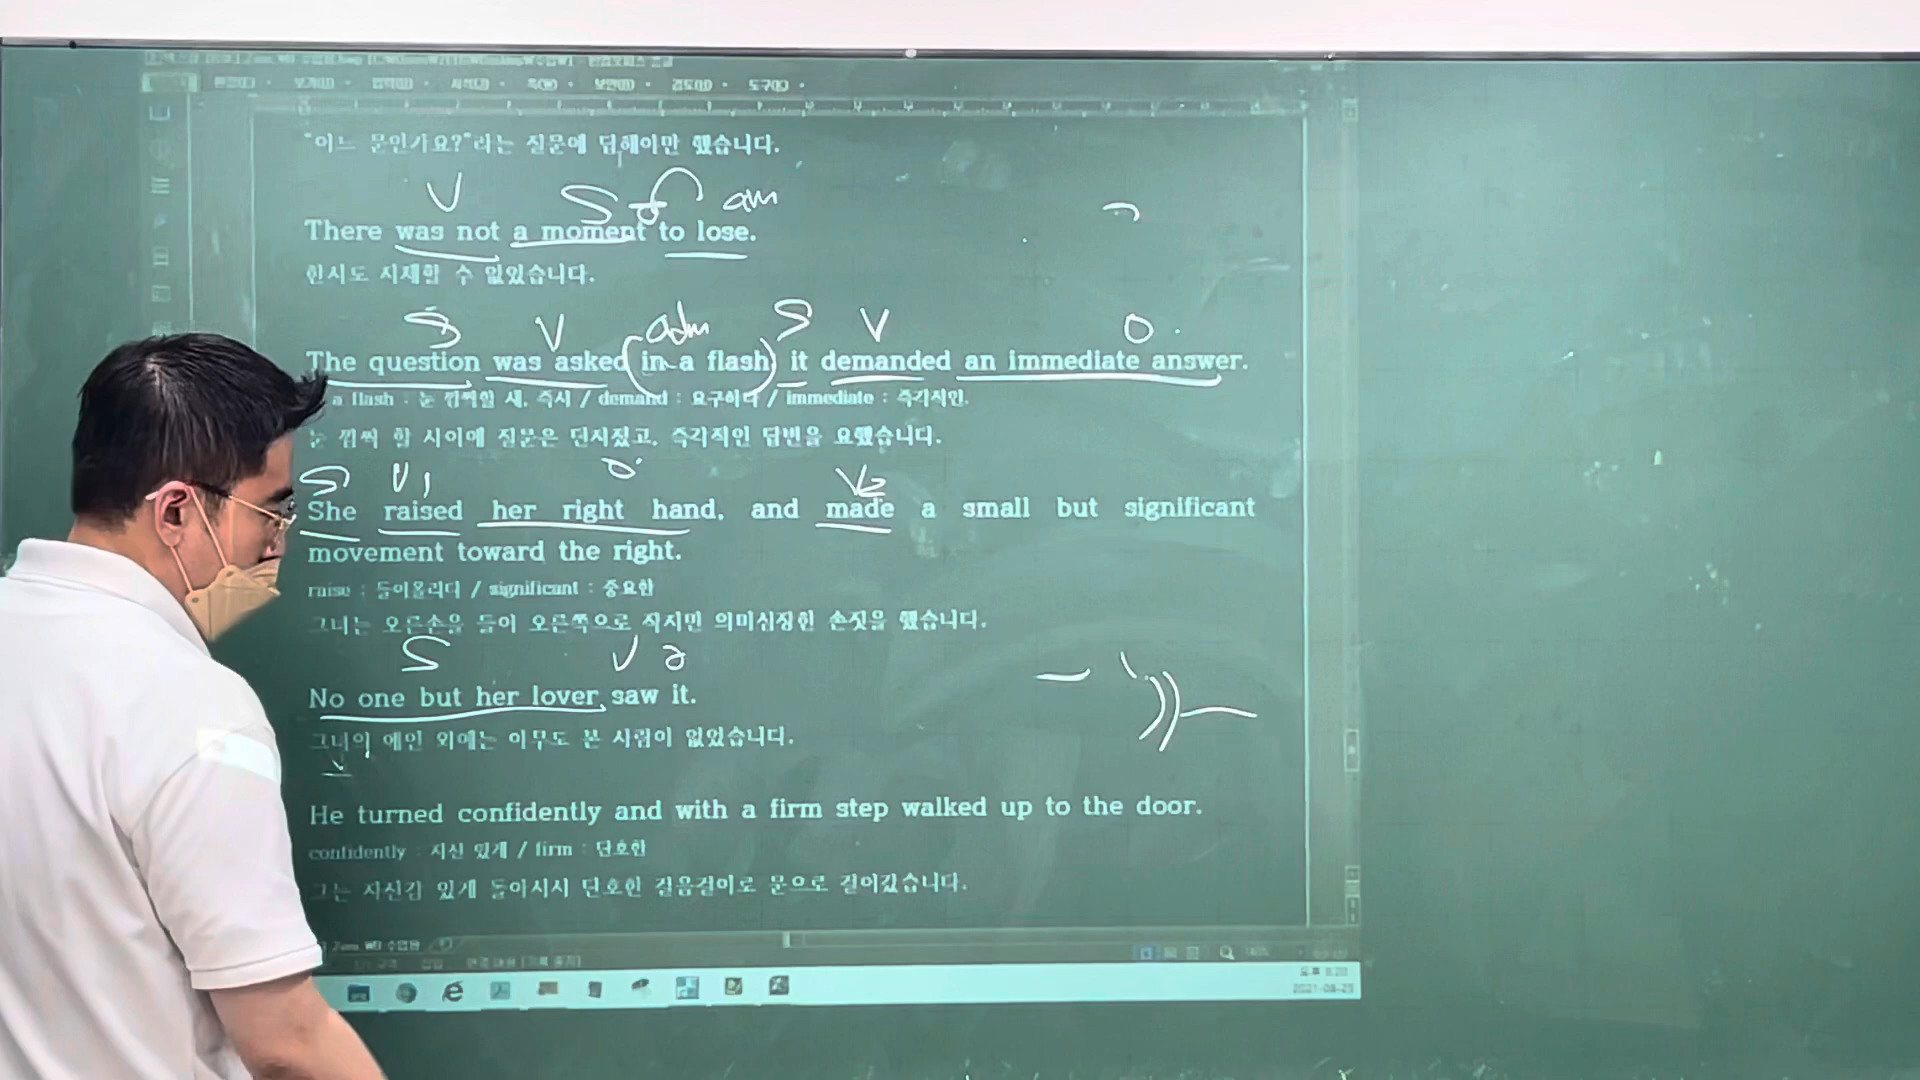 "어느 문인가요?"라는 질문에 답해야만 했습니다.
V S am
There was not a moment to lose.
한시도 지체할 수 없었습니다.
S V adm S V O
The question was asked in a flash; it demanded an immediate answer.
a flash : 눈 깜짝할 새, 즉시 / demand : 요구하다 / immediate : 즉각적인.
눈 깜짝 할 사이에 질문은 던져졌고, 즉각적인 답변을 요했습니다.
S V1 o V2
She raised her right hand, and made a small but significant
movement toward the right.
raise : 들어올리다 / significant : 중요한
그녀는 오른손을 들어 오른쪽으로 작지만 의미심장한 손짓을 했습니다.
S V
No one but her lover saw it.
그녀의 애인 외에는 아무도 본 사람이 없었습니다.
He turned confidently and with a firm step walked up to the door.
confidently : 자신 있게 / firm : 단호한
그는 자신감 있게 돌아서서 단호한 걸음걸이로 문으로 걸어갔습니다.
2021-08-25